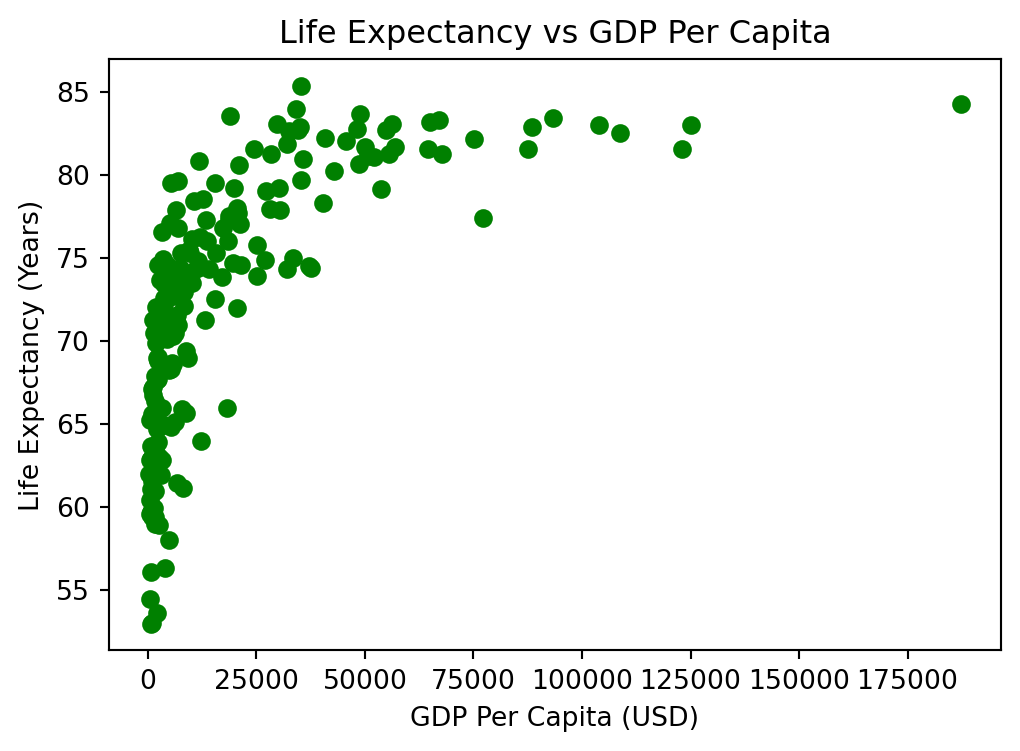 Life Expectancy vs GDP Per Capita
Life Expectancy (Years)
85
80
75
70
65
60
55
0 25000 50000 75000 100000 125000 150000 175000
GDP Per Capita (USD)